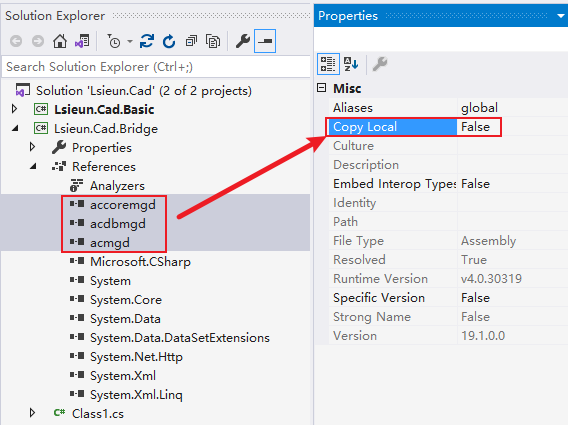 Solution Explorer
Search Solution Explorer (Ctrl+;)
Solution 'Lsieun.Cad' (2 of 2 projects)
C# Lsieun.Cad.Basic
C# Lsieun.Cad.Bridge
Properties
References
Analyzers
accoremgd
acdbmgd
acmgd
Microsoft.CSharp
System
System.Core
System.Data
System.Data.DataSetExtensions
System.Net.Http
System.Xml
System.Xml.Linq
C# Class1.cs
Properties
Misc
Aliases global
Copy Local False
Culture
Description
Embed Interop Types False
Identity
Path
File Type Assembly
Resolved True
Runtime Version v4.0.30319
Specific Version False
Strong Name False
Version 19.1.0.0